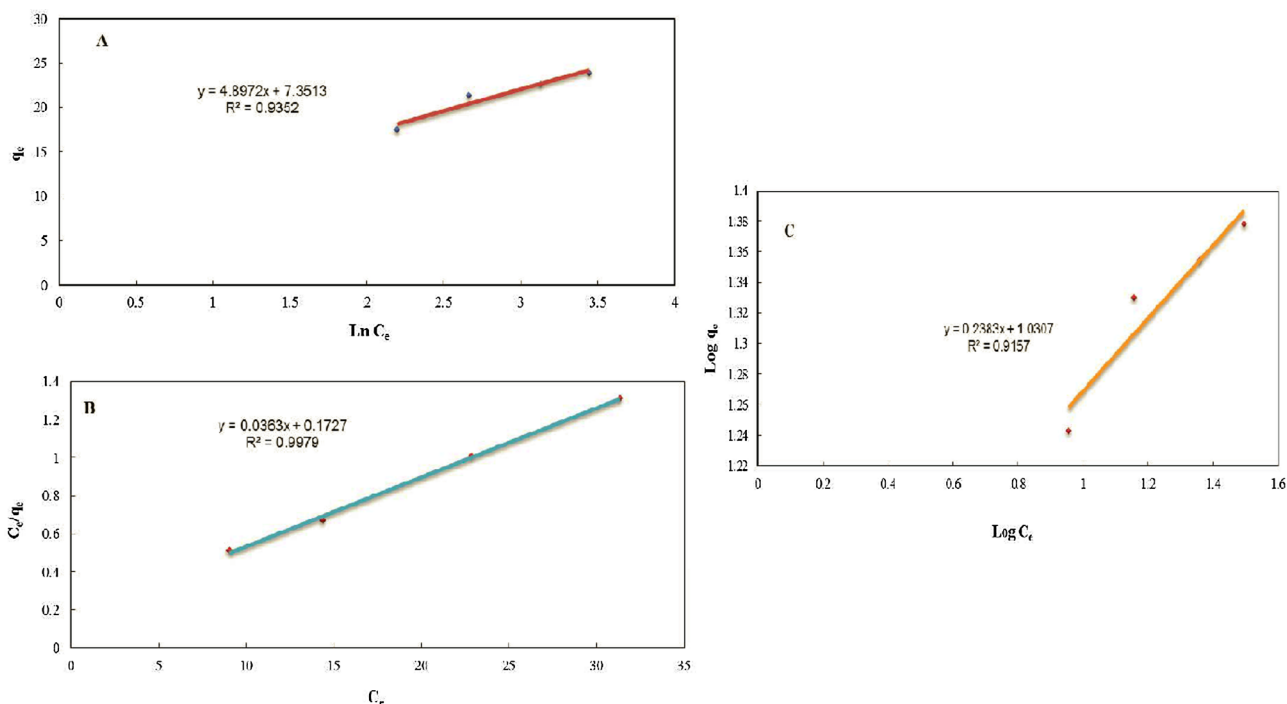 A
y = 4.8972x + 7.3513
R² = 0.9352
30
25
20
15
10
5
0
qe
0 0.5 1 1.5 2 2.5 3 3.5 4
Ln Ce
B
y = 0.0363x + 0.1727
R² = 0.9979
1.4
1.2
1
0.8
0.6
0.4
0.2
0
Ce/qe
0 5 10 15 20 25 30 35
Ce
C
y = 0.2383x + 1.0307
R² = 0.9157
1.4
1.38
1.36
1.34
1.32
1.3
1.28
1.26
1.24
1.22
Log qe
0 0.2 0.4 0.6 0.8 1 1.2 1.4 1.6
Log Ce